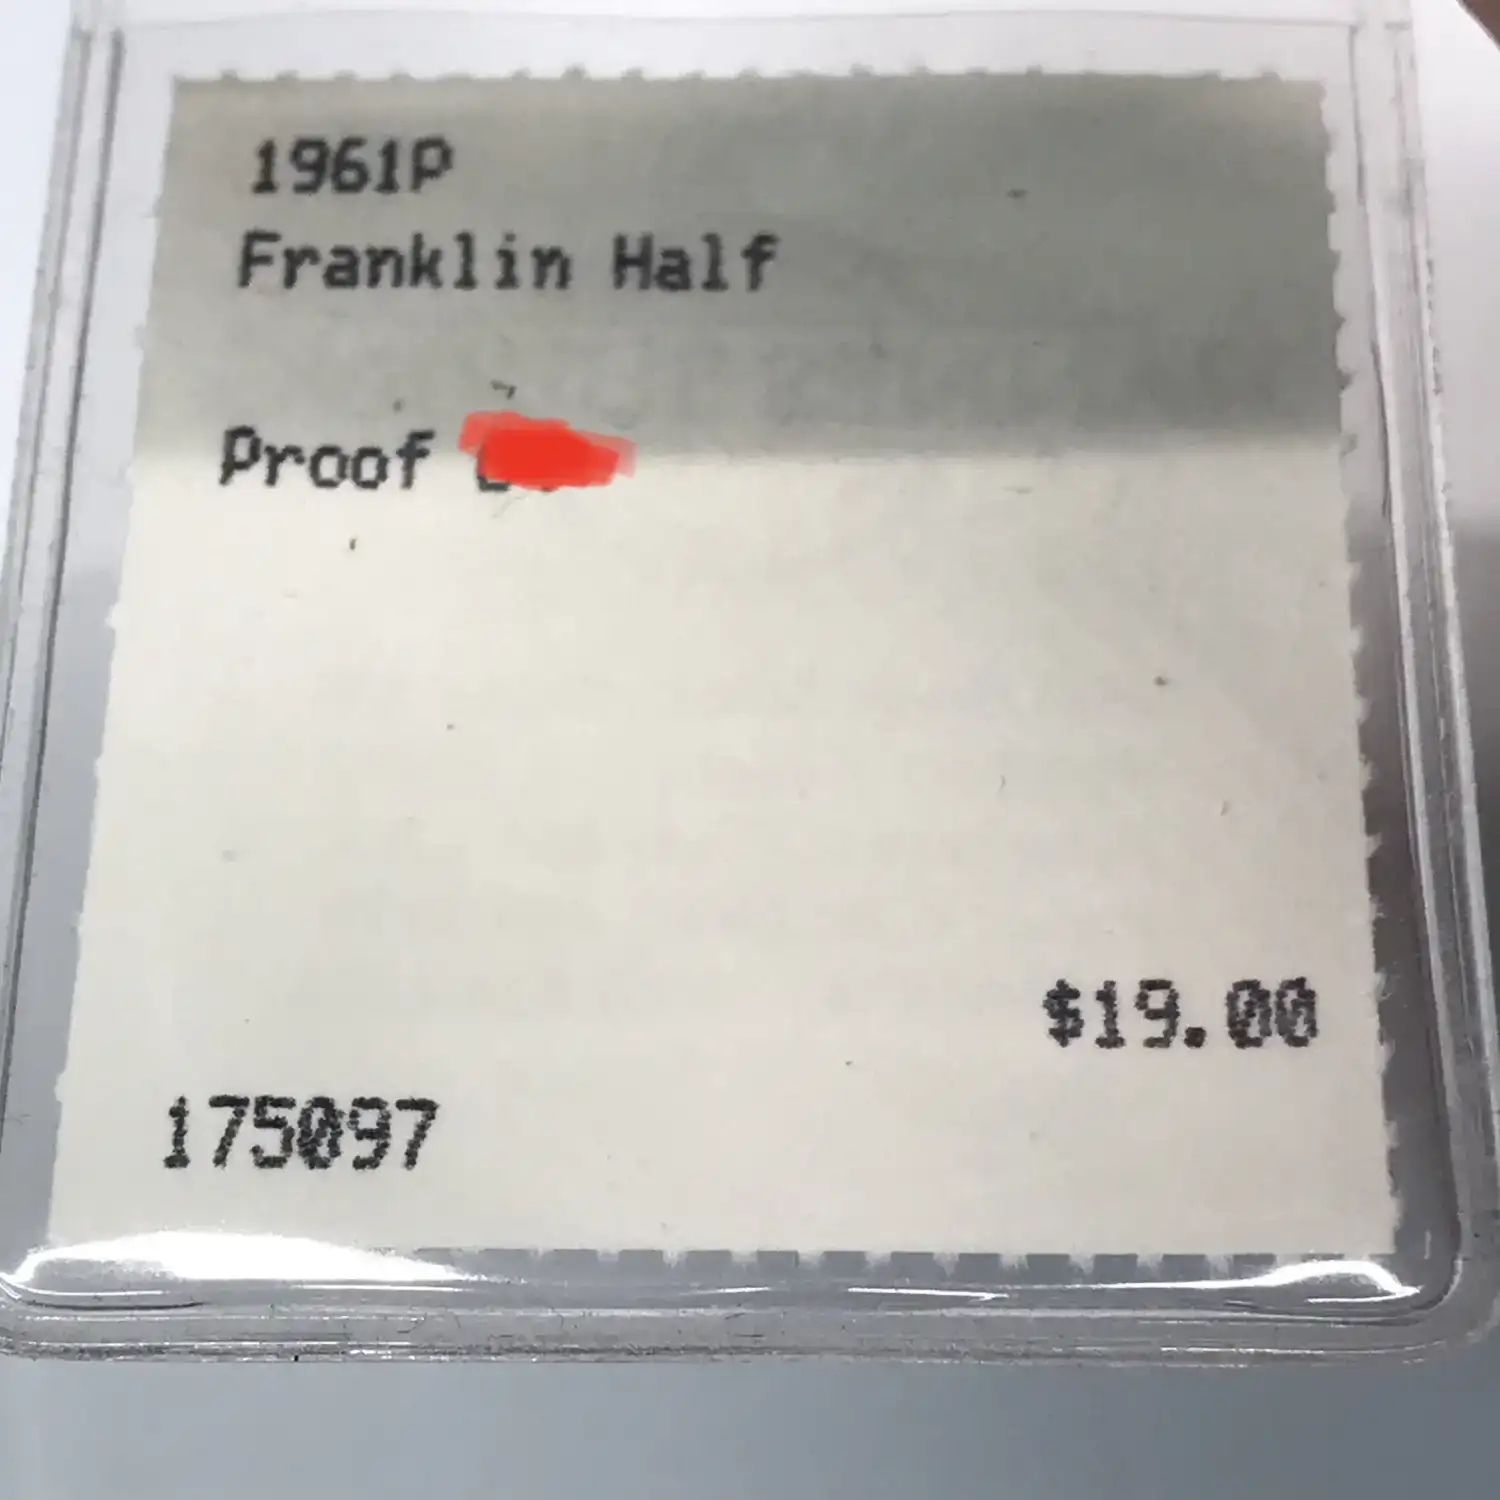 1961P
Franklin Half
Proof
$19.00
175097